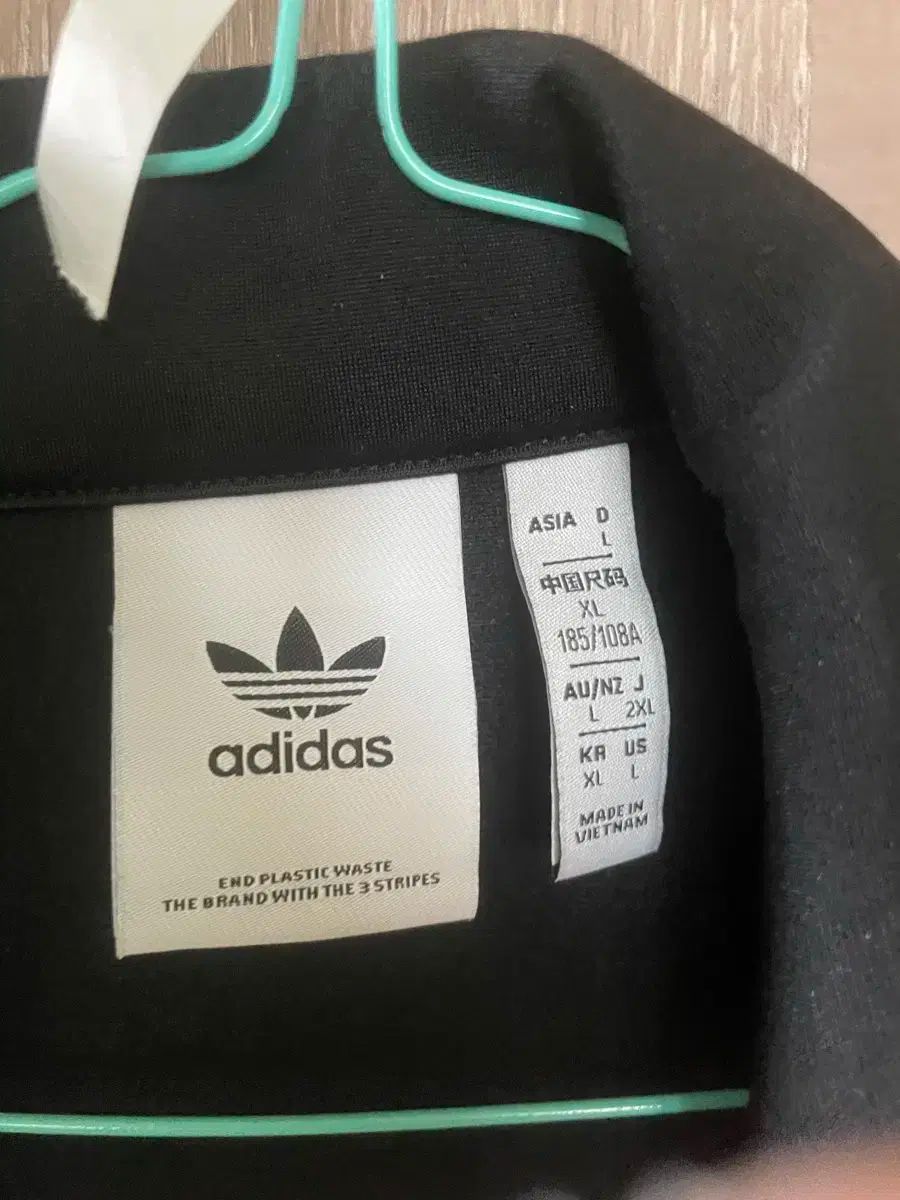 adidas
END PLASTIC WASTE
THE BRAND WITH THE 3 STRIPES
ASIA D
L
中国尺码
XL
185/108A
AU/NZ J
L 2XL
KR US
XL L
MADE IN
VIETNAM